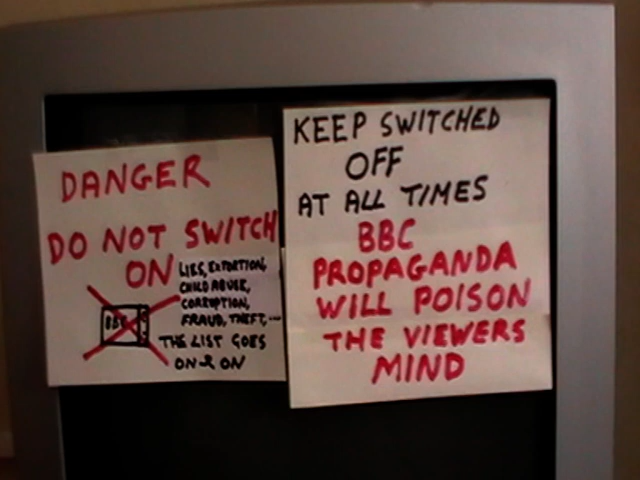 DANGER
DO NOT SWITCH
ON
LIES, EXTORTION,
CHILD ABUSE,
CORRUPTION,
FRAUD, THEFT,...
THE LIST GOES
ON & ON
BBC
KEEP SWITCHED
OFF
AT ALL TIMES
BBC
PROPAGANDA
WILL POISON
THE VIEWERS
MIND